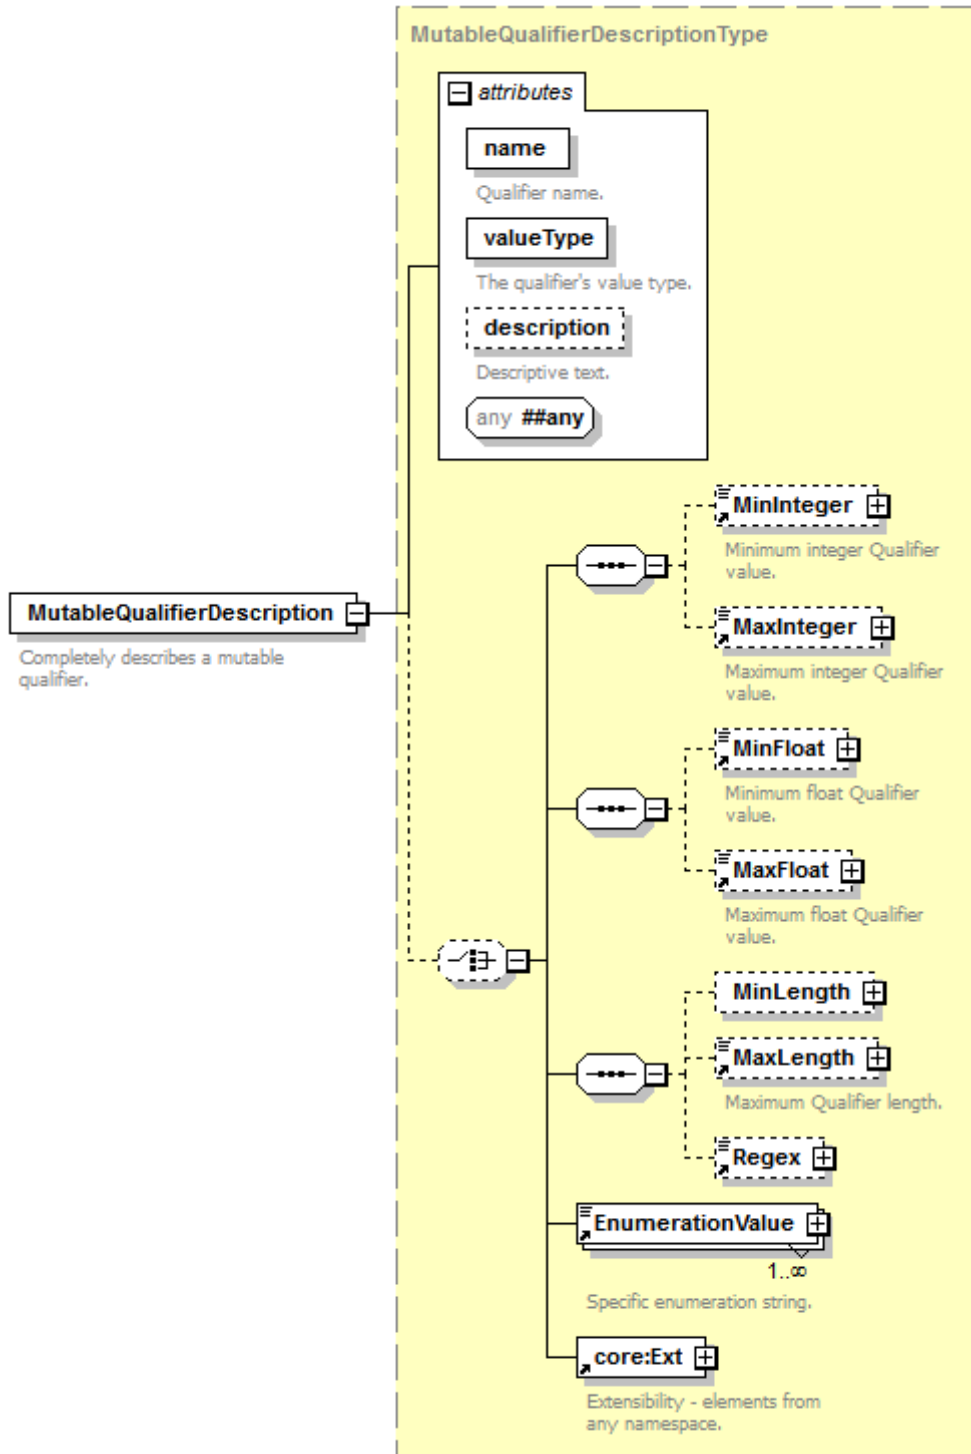 MutableQualifierDescriptionType
attributes
name
Qualifier name.
valueType
The qualifier's value type.
description
Descriptive text.
any ##any
MinInteger
Minimum integer Qualifier
value.
MutableQualifierDescription
Completely describes a mutable
qualifier.
MaxInteger
Maximum integer Qualifier
value.
MinFloat
Minimum float Qualifier
value.
MaxFloat
Maximum float Qualifier
value.
MinLength
MaxLength
Maximum Qualifier length.
Regex
EnumerationValue
1..∞
Specific enumeration string.
core:Ext
Extensibility - elements from
any namespace.